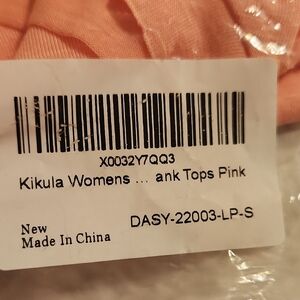 X0032Y7QQ3
Kikula Womens ... ank Tops Pink
New
DASY-22003-LP-S
Made In China